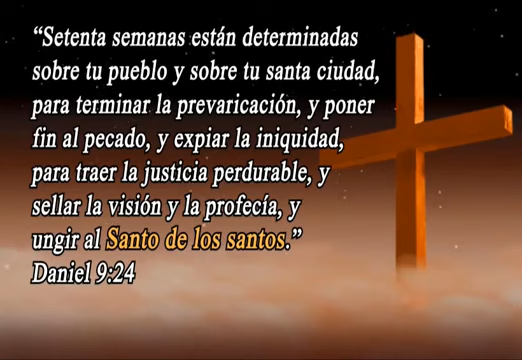 “Setenta semanas están determinadas
sobre tu pueblo y sobre tu santa ciudad,
para terminar la prevaricación, y poner
fin al pecado, y expiar la iniquidad,
para traer la justicia perdurable, y
sellar la visión y la profecía, y
ungir al Santo de los santos.”
Daniel 9:24